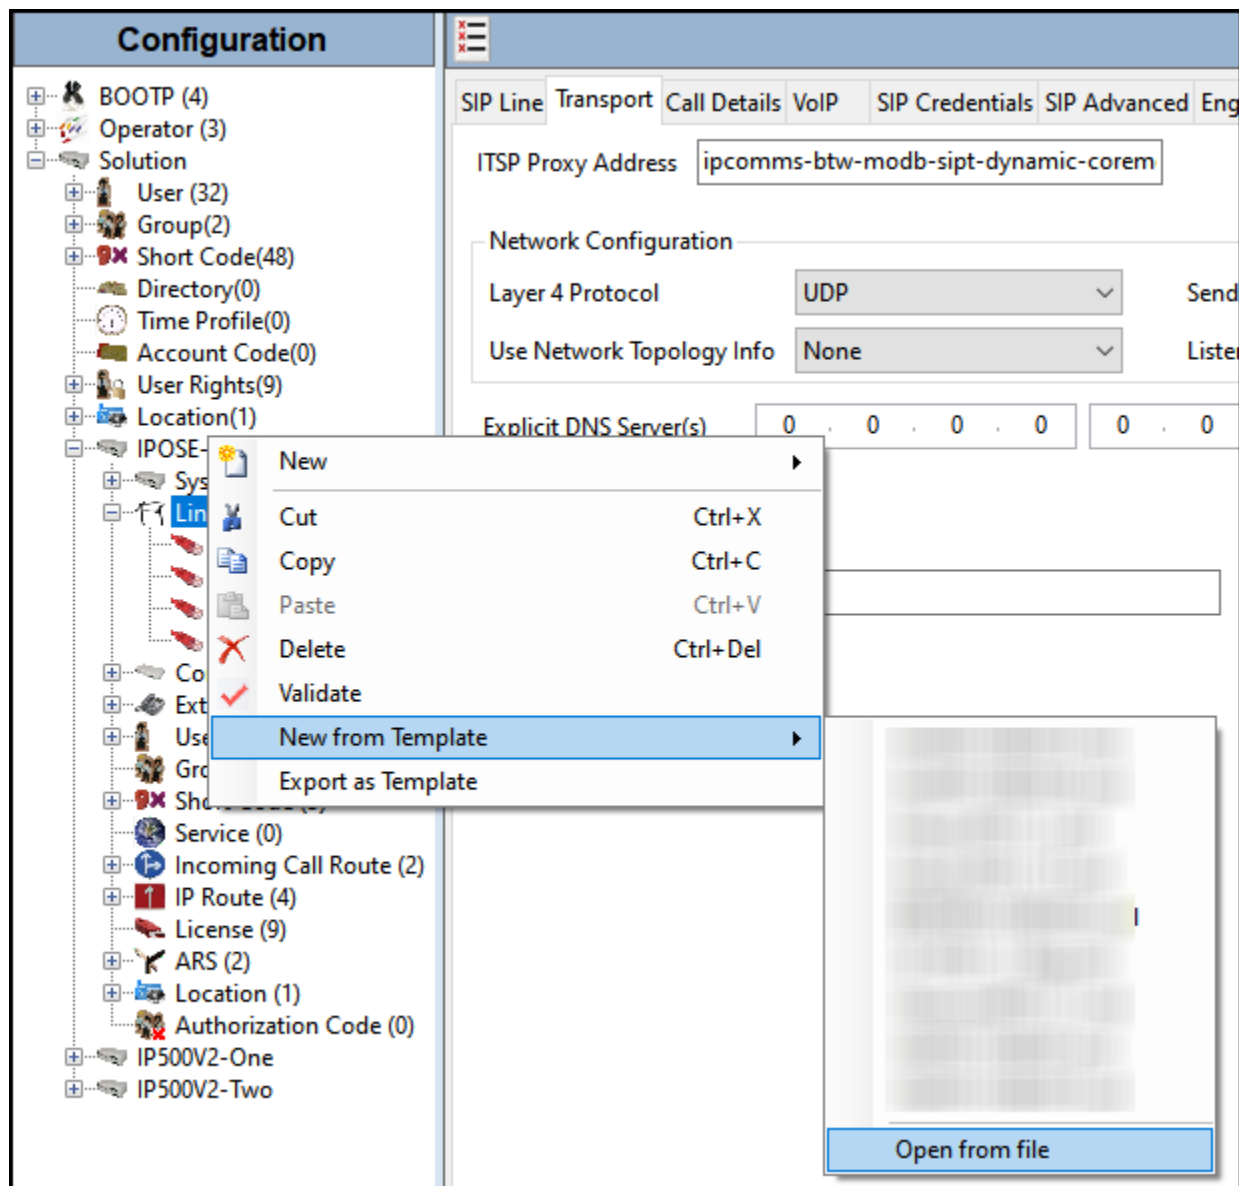 Configuration
BOOTP (4)
Operator (3)
Solution
User (32)
Group(2)
Short Code(48)
Directory(0)
Time Profile(0)
Account Code(0)
User Rights(9)
Location(1)
IPOSE-
Sys
Lin
Co
Ext
Use
Gro
Sho
Service (0)
Incoming Call Route (2)
IP Route (4)
License (9)
ARS (2)
Location (1)
Authorization Code (0)
IP500V2-One
IP500V2-Two
SIP Line Transport Call Details VoIP SIP Credentials SIP Advanced Eng
ITSP Proxy Address ipcomms-btw-modb-sipt-dynamic-corem
Network Configuration
Layer 4 Protocol UDP Send
Use Network Topology Info None Lister
Explicit DNS Server(s) 0 . 0 . 0 . 0 0 . 0
New
Cut Ctrl+X
Copy Ctrl+C
Paste Ctrl+V
Delete Ctrl+Del
Validate
New from Template
Export as Template
Open from file